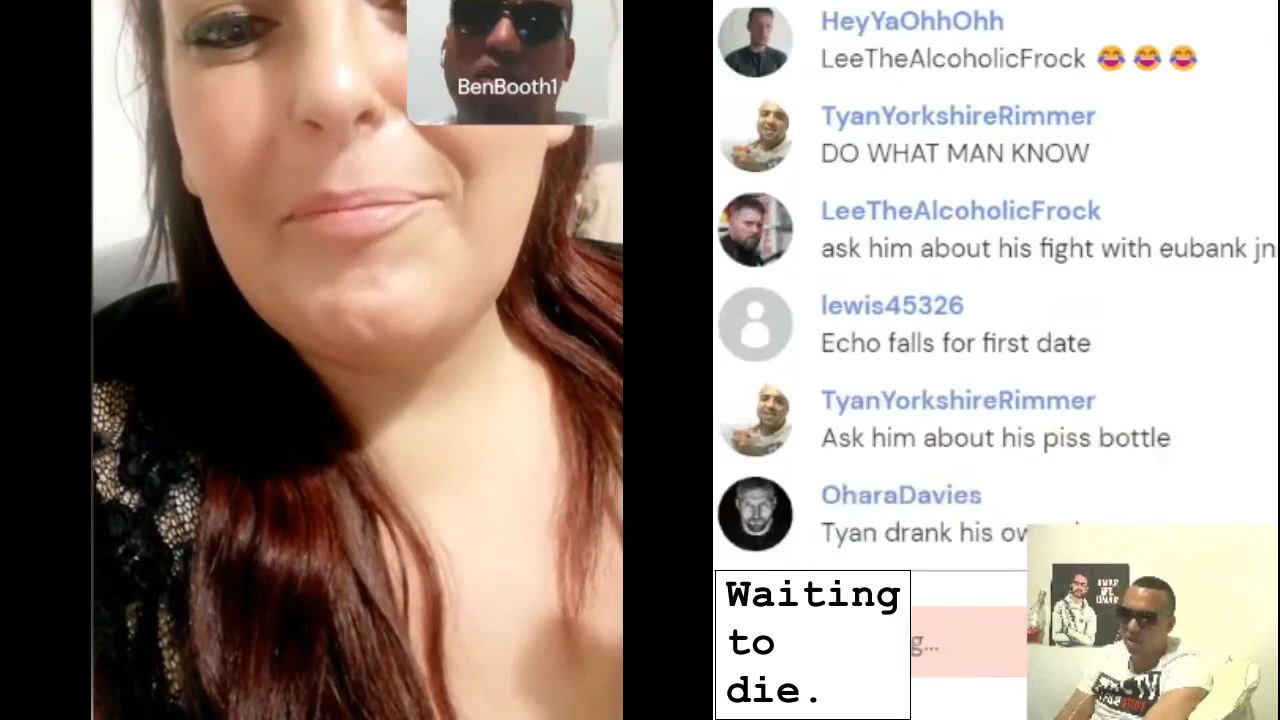 BenBooth1
HeyYaOhhOhh
LeeTheAlcoholicFrock 😂😂😂
TyanYorkshireRimmer
DO WHAT MAN KNOW
LeeTheAlcoholicFrock
ask him about his fight with eubank jn
lewis45326
Echo falls for first date
TyanYorkshireRimmer
Ask him about his piss bottle
OharaDavies
Tyan drank his
Waiting
to
die.
g...